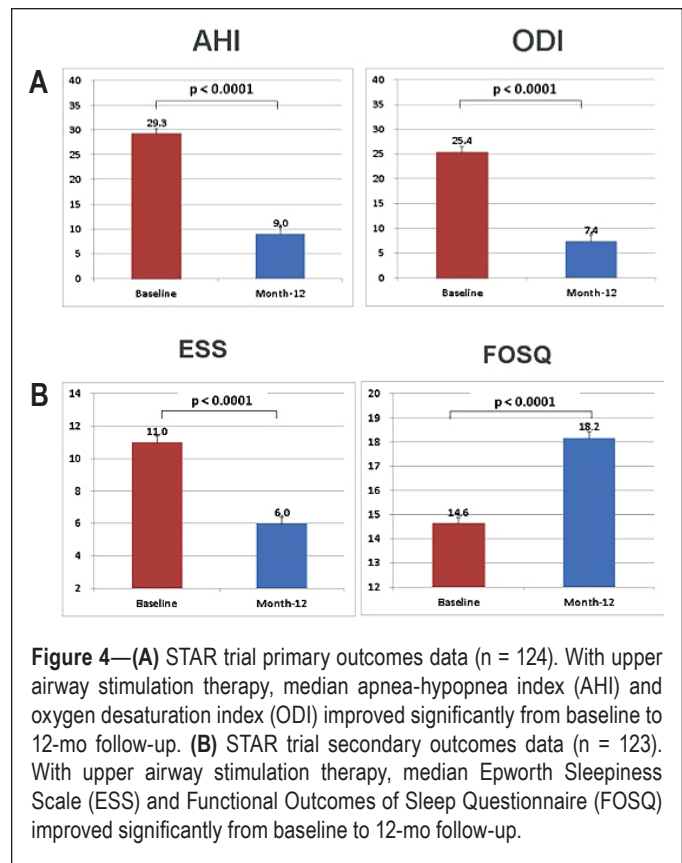 AHI
ODI
A
40
35
30
25
20
15
10
5
0
p < 0.0001
29.3
9.0
Baseline
Month-12
40
35
30
25
20
15
10
5
0
p < 0.0001
25.4
7.4
Baseline
Month-12
ESS
FOSQ
B
14
12
10
8
6
4
2
p < 0.0001
11.0
6.0
Baseline
Month-12
20
19
18
17
16
15
14
13
12
p < 0.0001
14.6
18.2
Baseline
Month-12
Figure 4—(A) STAR trial primary outcomes data (n = 124). With upper
airway stimulation therapy, median apnea-hypopnea index (AHI) and
oxygen desaturation index (ODI) improved significantly from baseline to
12-mo follow-up. (B) STAR trial secondary outcomes data (n = 123).
With upper airway stimulation therapy, median Epworth Sleepiness
Scale (ESS) and Functional Outcomes of Sleep Questionnaire (FOSQ)
improved significantly from baseline to 12-mo follow-up.